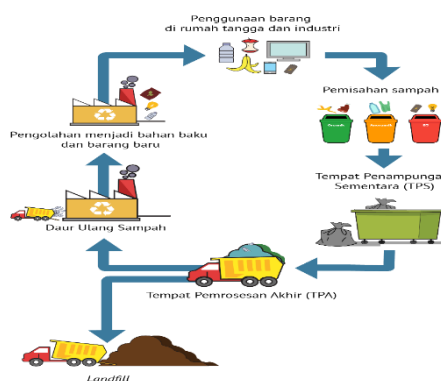 Penggunaan barang
di rumah tangga dan industri
Pemisahan sampah
Tempat Penampunga
Sementara (TPS)
Tempat Pemrosesan Akhir (TPA)
Landfill
Daur Ulang Sampah
Pengolahan menjadi bahan baku
dan barang baru